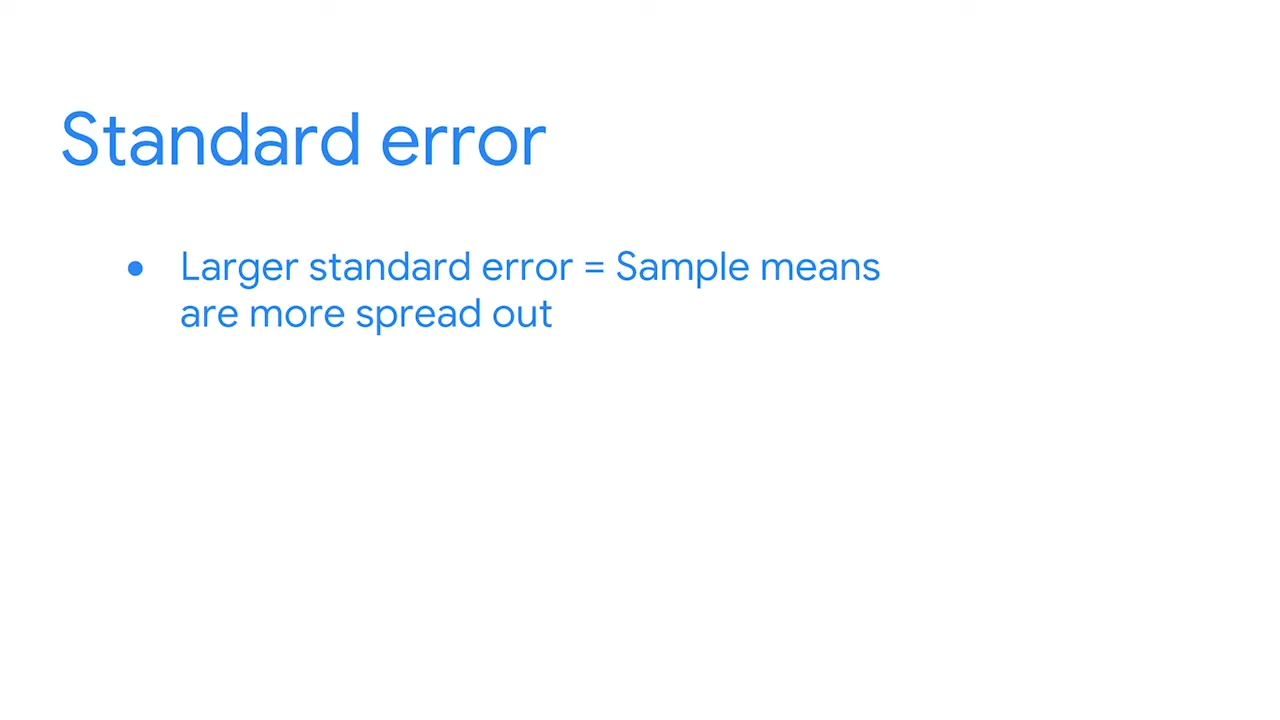 Standard error
● Larger standard error = Sample means
are more spread out